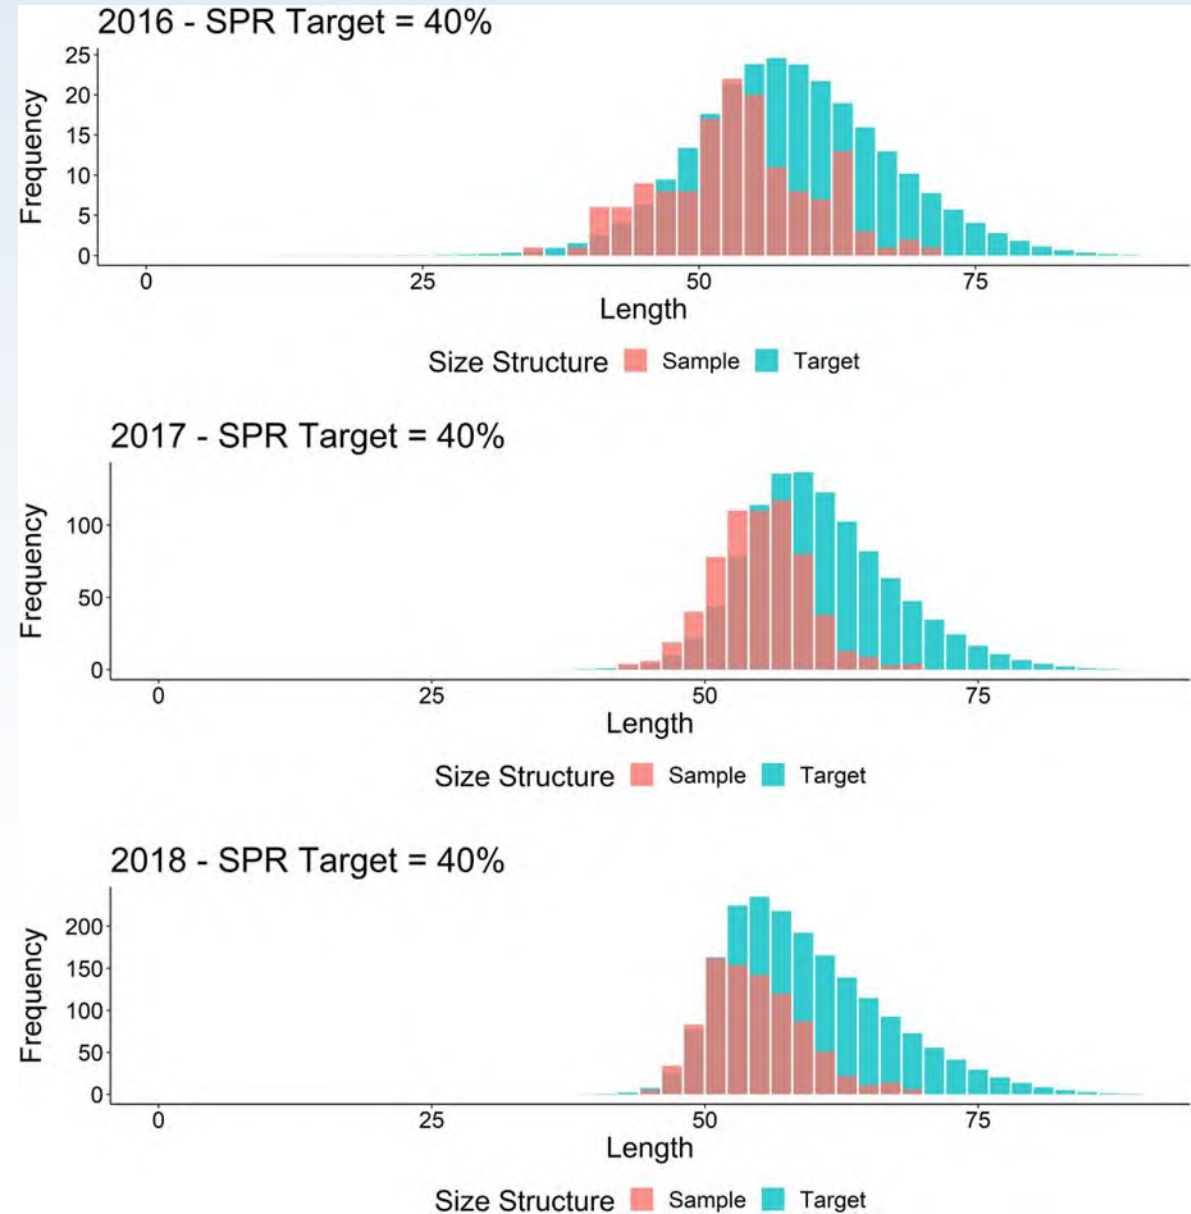 2016 - SPR Target = 40%
Frequency
25
20
15
10
5
0
0 25 50 75
Length
Size Structure Sample Target
2017 - SPR Target = 40%
Frequency
100
50
0
0 25 50 75
Length
Size Structure Sample Target
2018 - SPR Target = 40%
Frequency
200
150
100
50
0
0 25 50 75
Length
Size Structure Sample Target